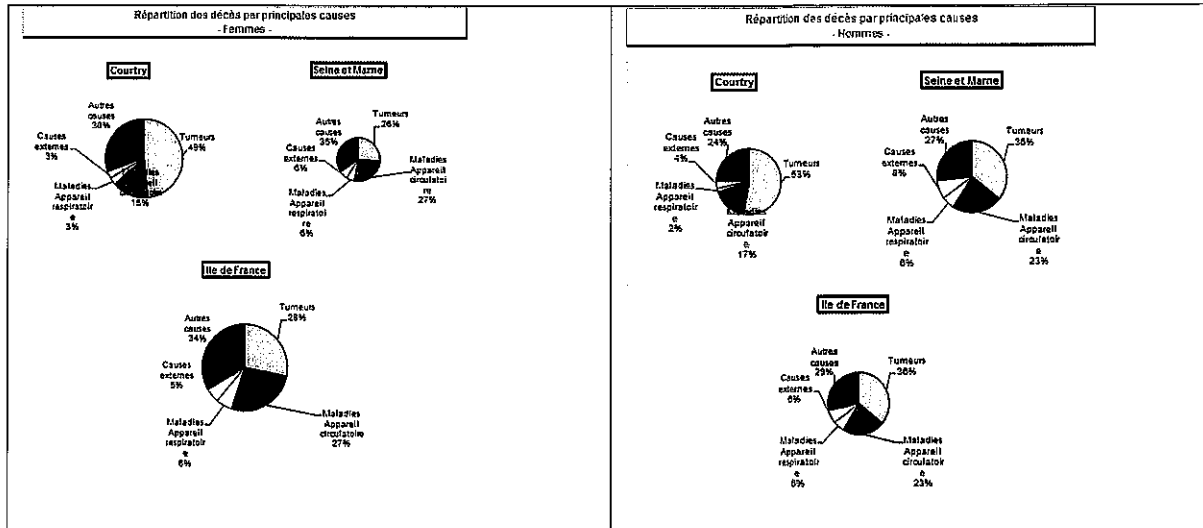 Répartition des décès par principales causes
- Femmes -
Courtry
Autres
causes
30%
Causes
externes
3%
Maladies
Appareil
respiratoir
e
3%
15%
Tumeurs
49%
Seine et Marne
Autres
causes
35%
Causes
externes
6%
Maladies
Appareil
respiratoi
re
6%
Tumeurs
26%
Maladies
Appareil
circulatoi
re
27%
Ile de France
Autres
causes
34%
Causes
externes
5%
Maladies
Appareil
respiratoir
e
6%
Tumeurs
28%
Maladies
Appareil
circulatoire
27%
Répartition des décès par principales causes
- Hommes -
Courtry
Autres
causes
24%
Causes
externes
4%
Maladies
Appareil
respiratoir
e
2%
Maladies
Appareil
circulatoir
e
17%
Tumeurs
53%
Seine et Marne
Autres
causes
27%
Causes
externes
8%
Maladies
Appareil
respiratoir
e
6%
Tumeurs
36%
Maladies
Appareil
circulatoir
e
23%
Ile de France
Autres
causes
29%
Causes
externes
6%
Maladies
Appareil
respiratoir
e
6%
Tumeurs
36%
Maladies
Appareil
circulatoir
e
23%